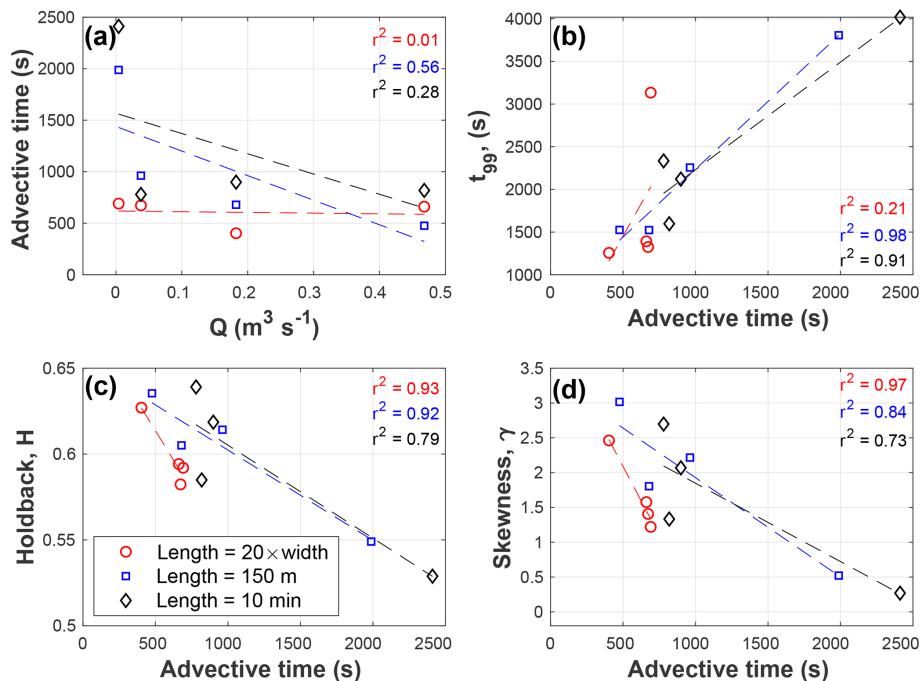 (a)
r² = 0.01
r² = 0.56
r² = 0.28
2500
2000
1500
1000
500
0
Advective time (s)
0 0.1 0.2 0.3 0.4 0.5
Q (m³ s⁻¹)
(b)
4000
3500
3000
2500
2000
1500
1000
t₉₉, (s)
r² = 0.21
r² = 0.98
r² = 0.91
500 1000 1500 2000 2500
Advective time (s)
(c)
r² = 0.93
r² = 0.92
r² = 0.79
0.65
0.6
0.55
0.5
Holdback, H
Length = 20×width
Length = 150 m
Length = 10 min
0 500 1000 1500 2000 2500
Advective time (s)
(d)
r² = 0.97
r² = 0.84
r² = 0.73
3.5
3
2.5
2
1.5
1
0.5
0
Skewness, γ
0 500 1000 1500 2000 2500
Advective time (s)